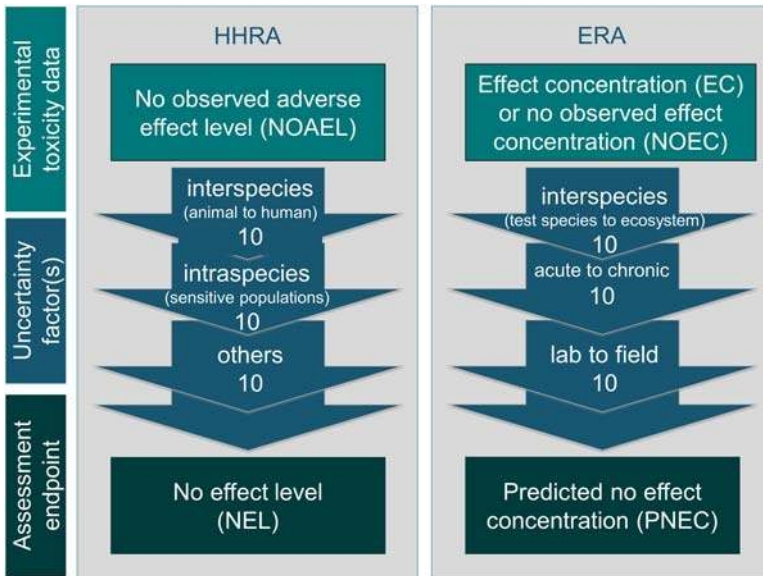 Experimental
toxicity data
Uncertainty
factor(s)
Assessment
endpoint
HHRA
No observed adverse
effect level (NOAEL)
interspecies
(animal to human)
10
intraspecies
(sensitive populations)
10
others
10
No effect level
(NEL)
ERA
Effect concentration (EC)
or no observed effect
concentration (NOEC)
interspecies
(test species to ecosystem)
10
acute to chronic
10
lab to field
10
Predicted no effect
concentration (PNEC)